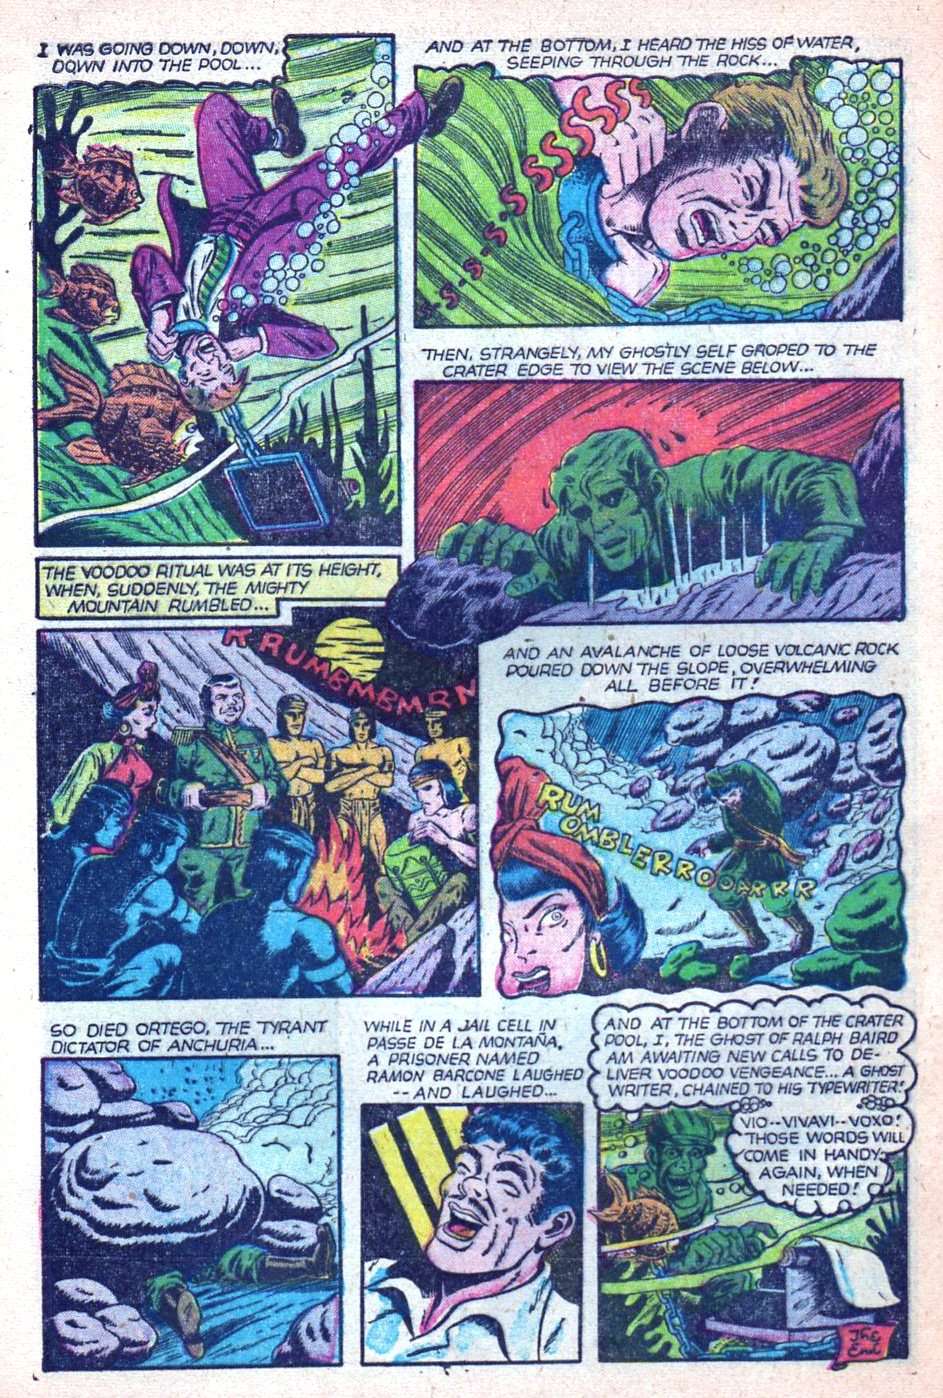 I WAS GOING DOWN, DOWN,
DOWN INTO THE POOL...
AND AT THE BOTTOM, I HEARD THE HISS OF WATER,
SEEPING THROUGH THE ROCK...
S-S-S-SSSSSSS
THEN, STRANGELY, MY GHOSTLY SELF GROPED TO THE
CRATER EDGE TO VIEW THE SCENE BELOW...
THE VOODOO RITUAL WAS AT ITS HEIGHT,
WHEN, SUDDENLY, THE MIGHTY
MOUNTAIN RUMBLED...
KRRUMBMBMBMRN
AND AN AVALANCHE OF LOOSE VOLCANIC ROCK
POURED DOWN THE SLOPE, OVERWHELMING
ALL BEFORE IT!
RUM
OMBLERROOARRR
SO DIED ORTEGO, THE TYRANT
DICTATOR OF ANCHURIA...
WHILE IN A JAIL CELL IN
PASSE DE LA MONTAÑA,
A PRISONER NAMED
RAMON BARCONE LAUGHED
-- AND LAUGHED...
AND AT THE BOTTOM OF THE CRATER
POOL, I, THE GHOST OF RALPH BAIRD
AM AWAITING NEW CALLS TO DE-
LIVER VOODOO VENGEANCE... A GHOST
WRITER, CHAINED TO HIS TYPEWRITER!
VIO--VIVAVI--VOXO!
THOSE WORDS WILL
COME IN HANDY
AGAIN, WHEN
NEEDED!
The
End